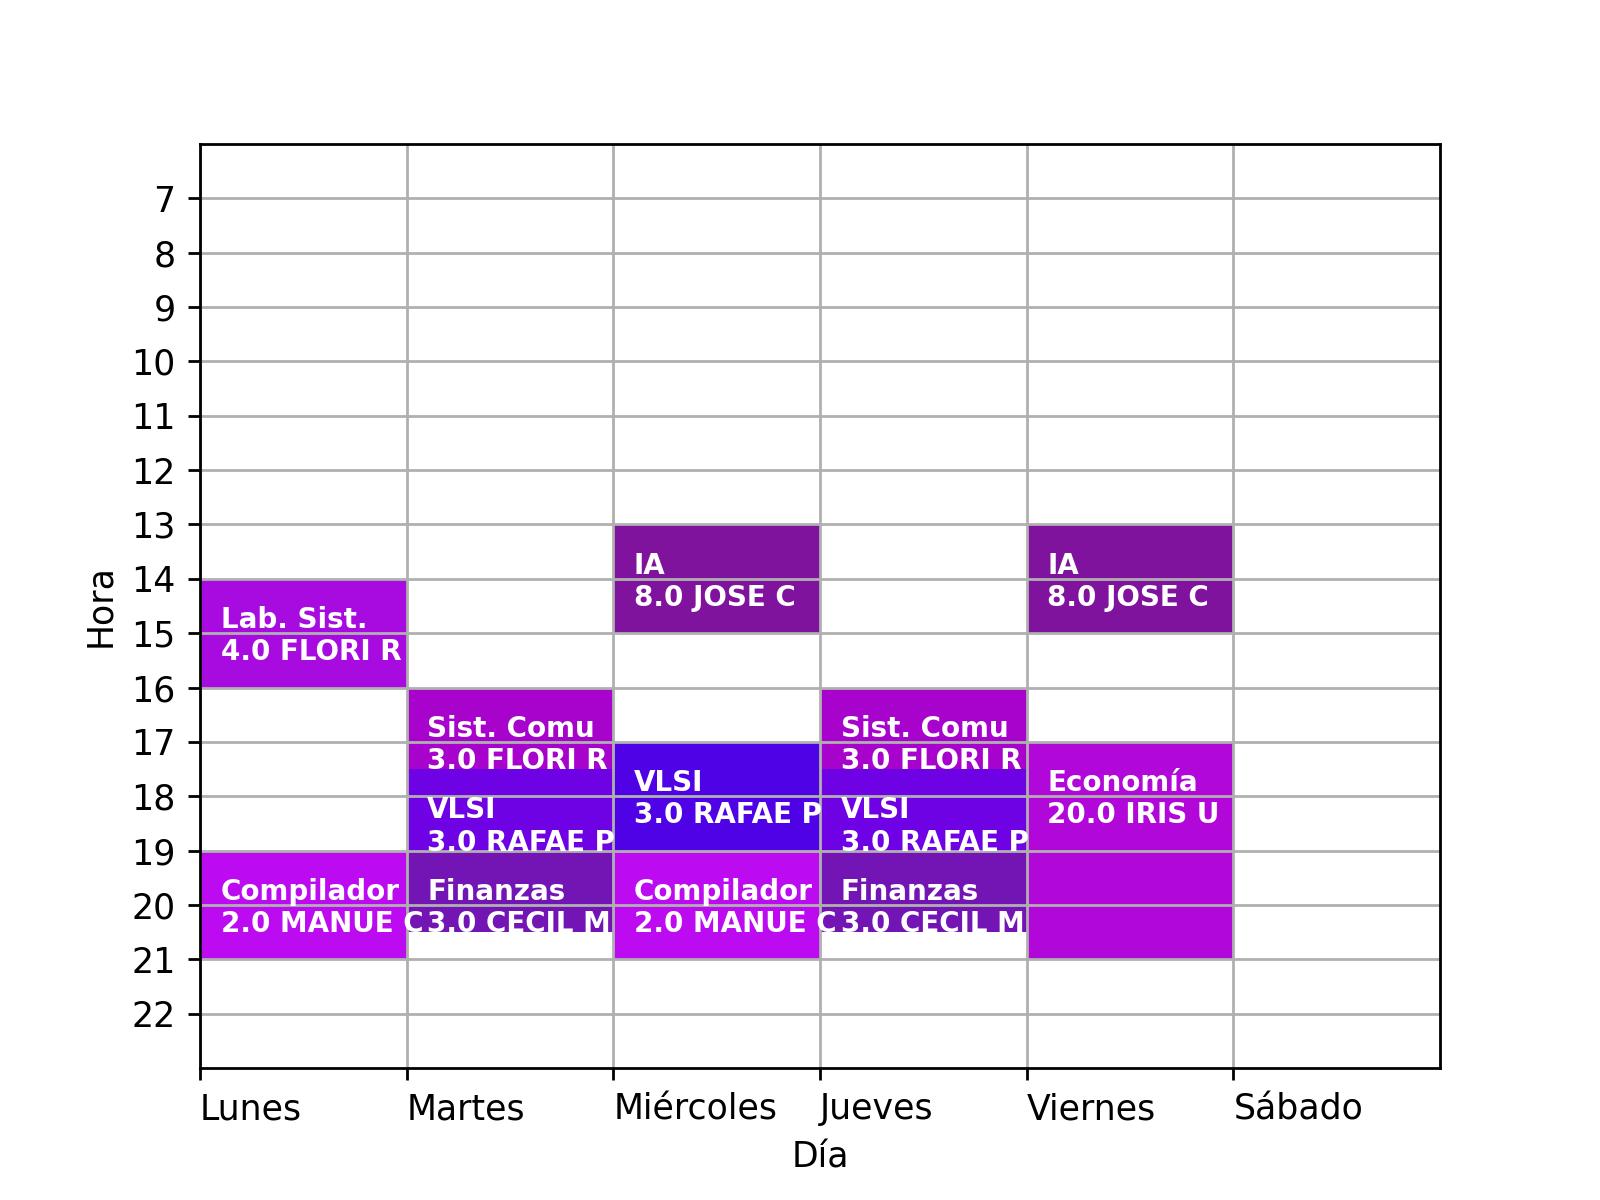 Hora
7
8
9
10
11
12
13
14
15
16
17
18
19
20
21
22
IA
8.0 JOSE C
IA
8.0 JOSE C
Lab. Sist.
4.0 FLORI R
Sist. Comu
3.0 FLORI R
Sist. Comu
3.0 FLORI R
VLSI
3.0 RAFAE P
Economía
20.0 IRIS U
VLSI
3.0 RAFAE P
VLSI
3.0 RAFAE P
Compilador
2.0 MANUE C
Finanzas
3.0 CECIL M
Compilador
2.0 MANUE C
Finanzas
3.0 CECIL M
Lunes
Martes
Miércoles
Jueves
Viernes
Sábado
Día